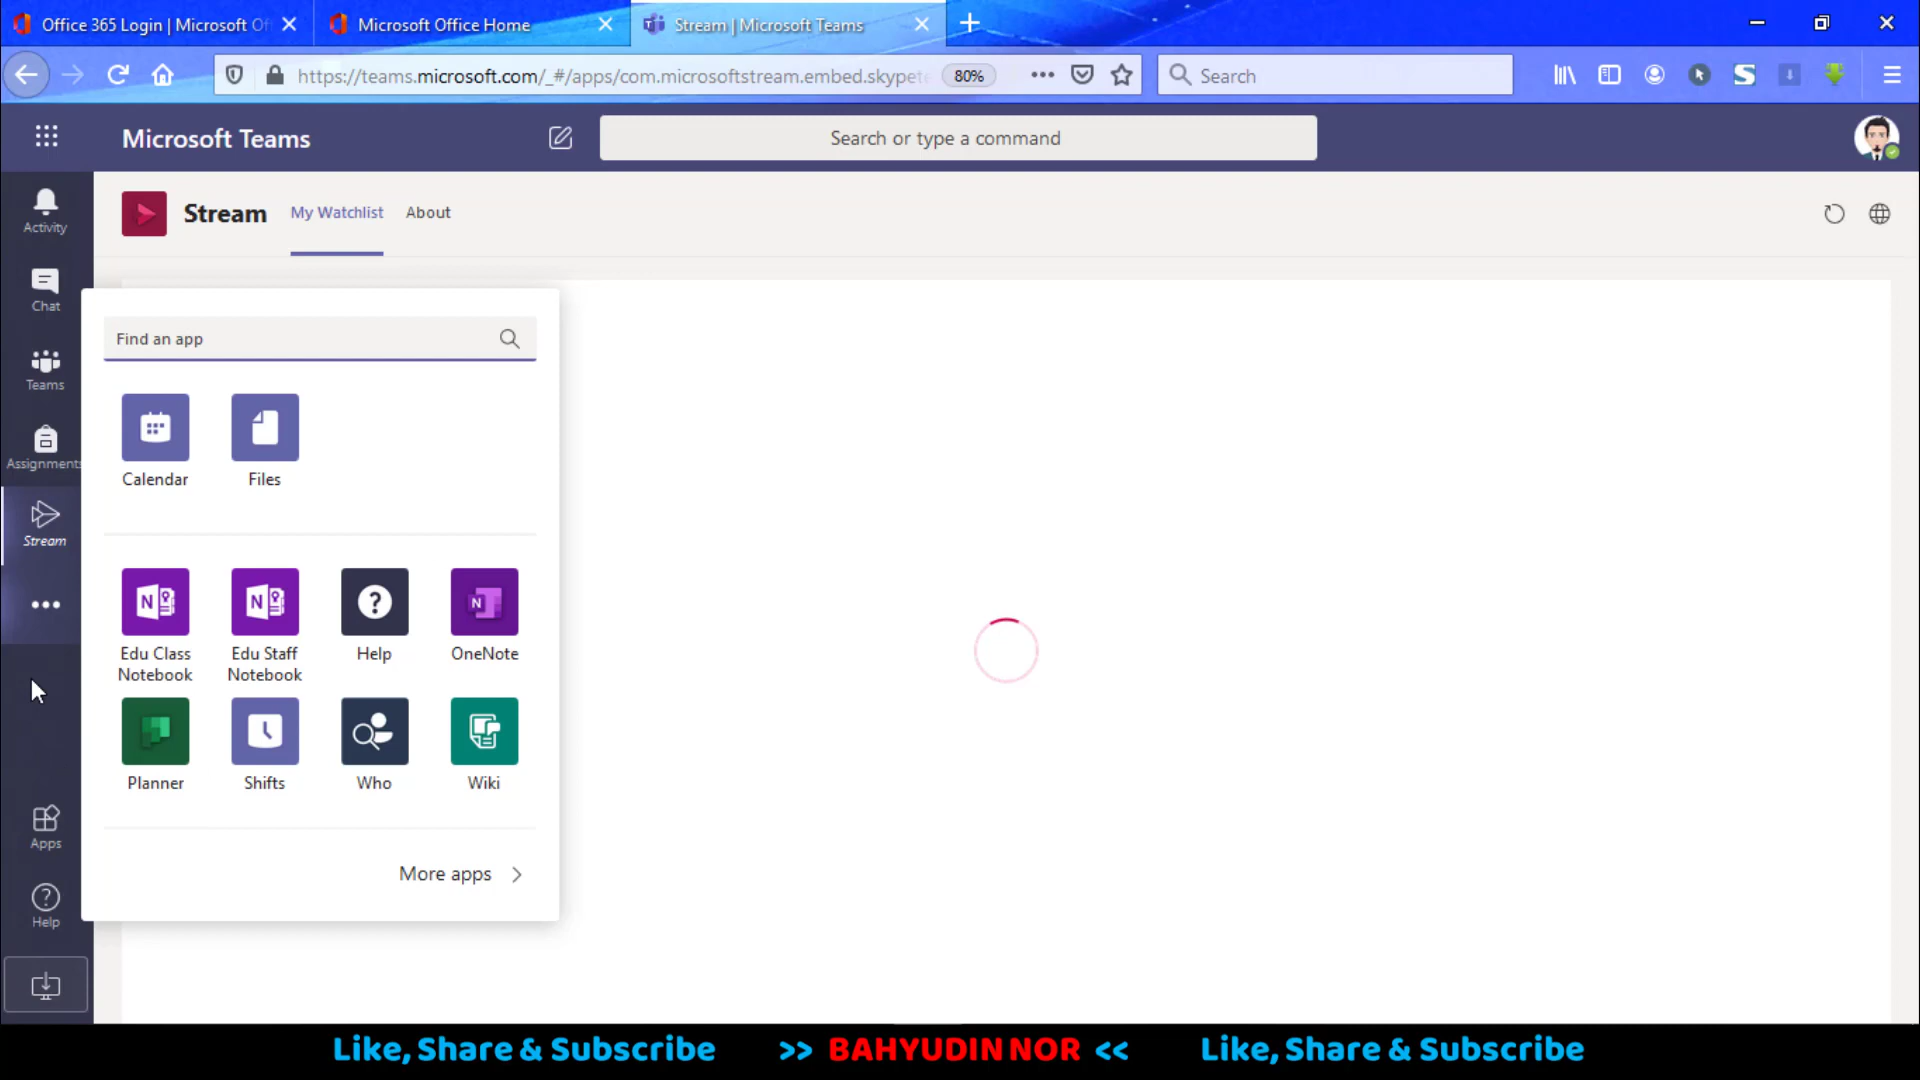 Office 365 Login | Microsoft Of
Microsoft Office Home
Stream | Microsoft Teams
https://teams.microsoft.com/_#/apps/com.microsoftstream.embed.skypete
80%
Search
Microsoft Teams
Search or type a command
Activity
Chat
Teams
Assignments
Stream
Apps
Help
Stream
My Watchlist
About
Find an app
Calendar
Files
Edu Class
Notebook
Edu Staff
Notebook
Help
OneNote
Planner
Shifts
Who
Wiki
More apps
Like, Share & Subscribe >> BAHYUDIN NOR << Like, Share & Subscribe